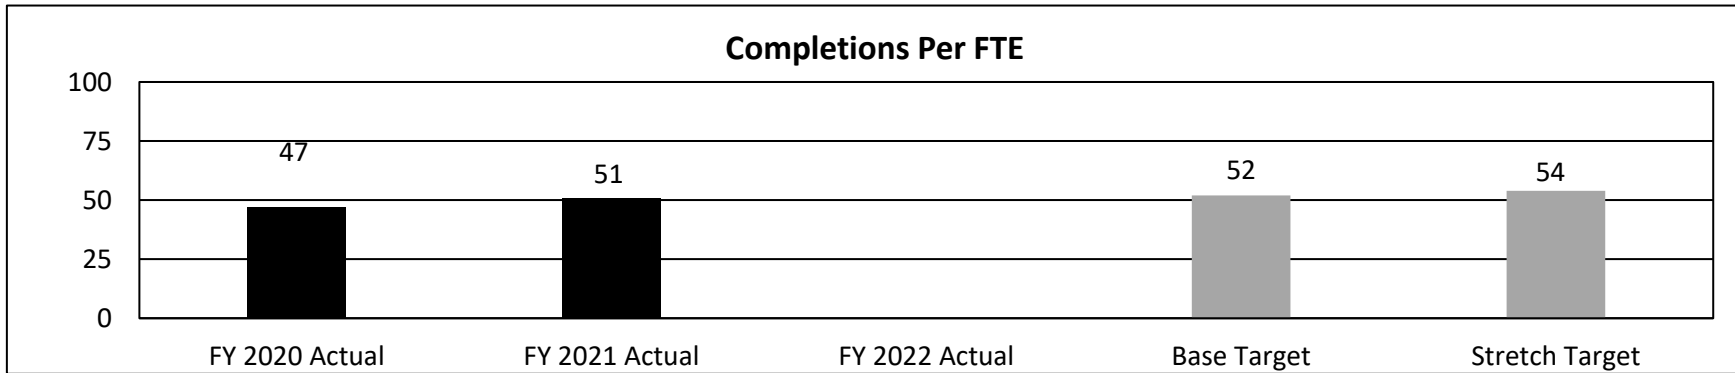 Completions Per FTE
100
75
50
25
0
47
51
52
54
FY 2020 Actual
FY 2021 Actual
FY 2022 Actual
Base Target
Stretch Target